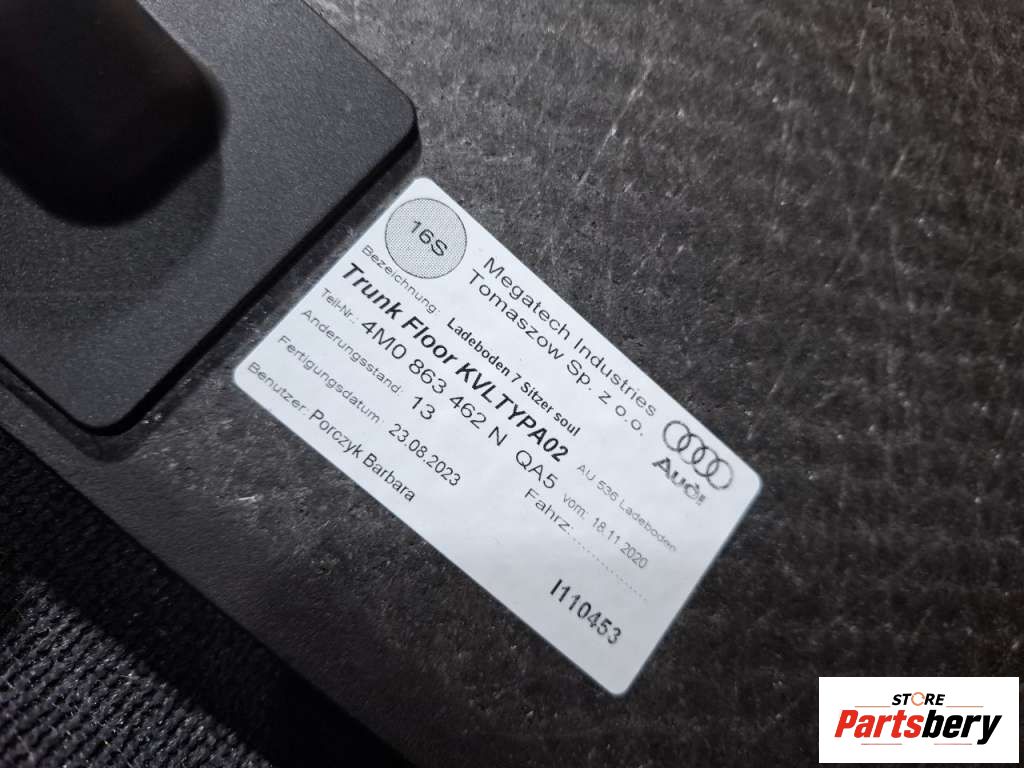 16S
Megatech Industries
Tomaszow Sp. z o.o.
Audi
Bezeichnung: Ladeboden 7 Sitzer soul
Trunk Floor KVLTYPA02 AU 536 Ladeboden
Teil-Nr.: 4M0 863 462 N QA5 vom: 18.11.2020
Änderungsstand: 13 Fahrz..................
Fertigungsdatum: 23.08.2023
Benutzer: Porczyk Barbara I110453
STORE
Partsbery